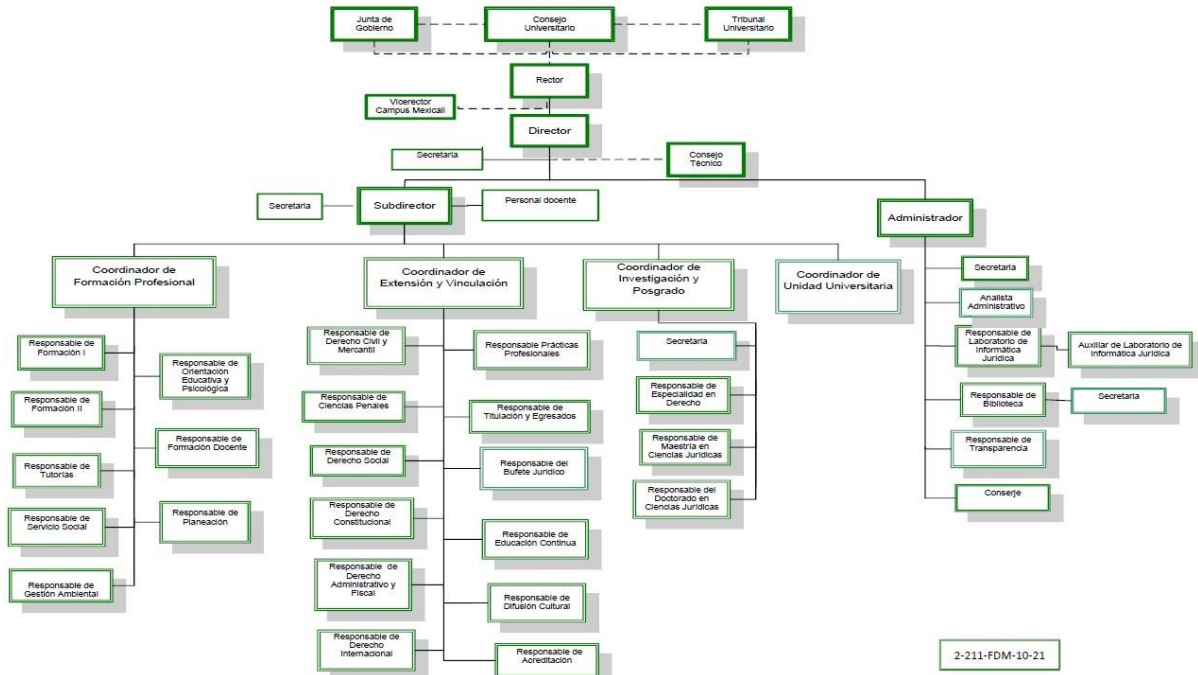 Junta de
Gobierno
Consejo
Universitario
Tribunal
Universitario
Rector
Vicerector
Campus Mexicali
Director
Secretaria
Consejo
Técnico
Secretaria
Subdirector
Personal docente
Administrador
Coordinador de
Formación Profesional
Coordinador de
Extensión y Vinculación
Coordinador de
Investigación y
Posgrado
Coordinador de
Unidad Universitaria
Responsable de
Formación I
Responsable de
Orientación
Educativa y
Psicológica
Responsable de
Formación II
Responsable de
Formación Docente
Responsable de
Tutorías
Responsable de
Servicio Social
Responsable de
Planeación
Responsable de
Gestión Ambiental
Responsable de
Derecho Civil y
Mercantil
Responsable Prácticas
Profesionales
Responsable de
Ciencias Penales
Responsable de
Titulación y Egresados
Responsable de
Derecho Social
Responsable del
Bufete Jurídico
Responsable de
Derecho
Constitucional
Responsable de
Educación Continua
Responsable de
Derecho
Administrativo y
Fiscal
Responsable de
Difusión Cultural
Responsable de
Derecho
Internacional
Responsable de
Acreditación
Secretaria
Responsable de
Especialidad en
Derecho
Responsable de
Maestría en
Ciencias Jurídicas
Responsable del
Doctorado en
Ciencias Jurídicas
Secretaria
Analista
Administrativo
Responsable de
Laboratorio de
Informática
Jurídica
Auxiliar de Laboratorio de
Informática Jurídica
Responsable de
Biblioteca
Secretaria
Responsable de
Transparencia
Conserje
2-211-FDM-10-21